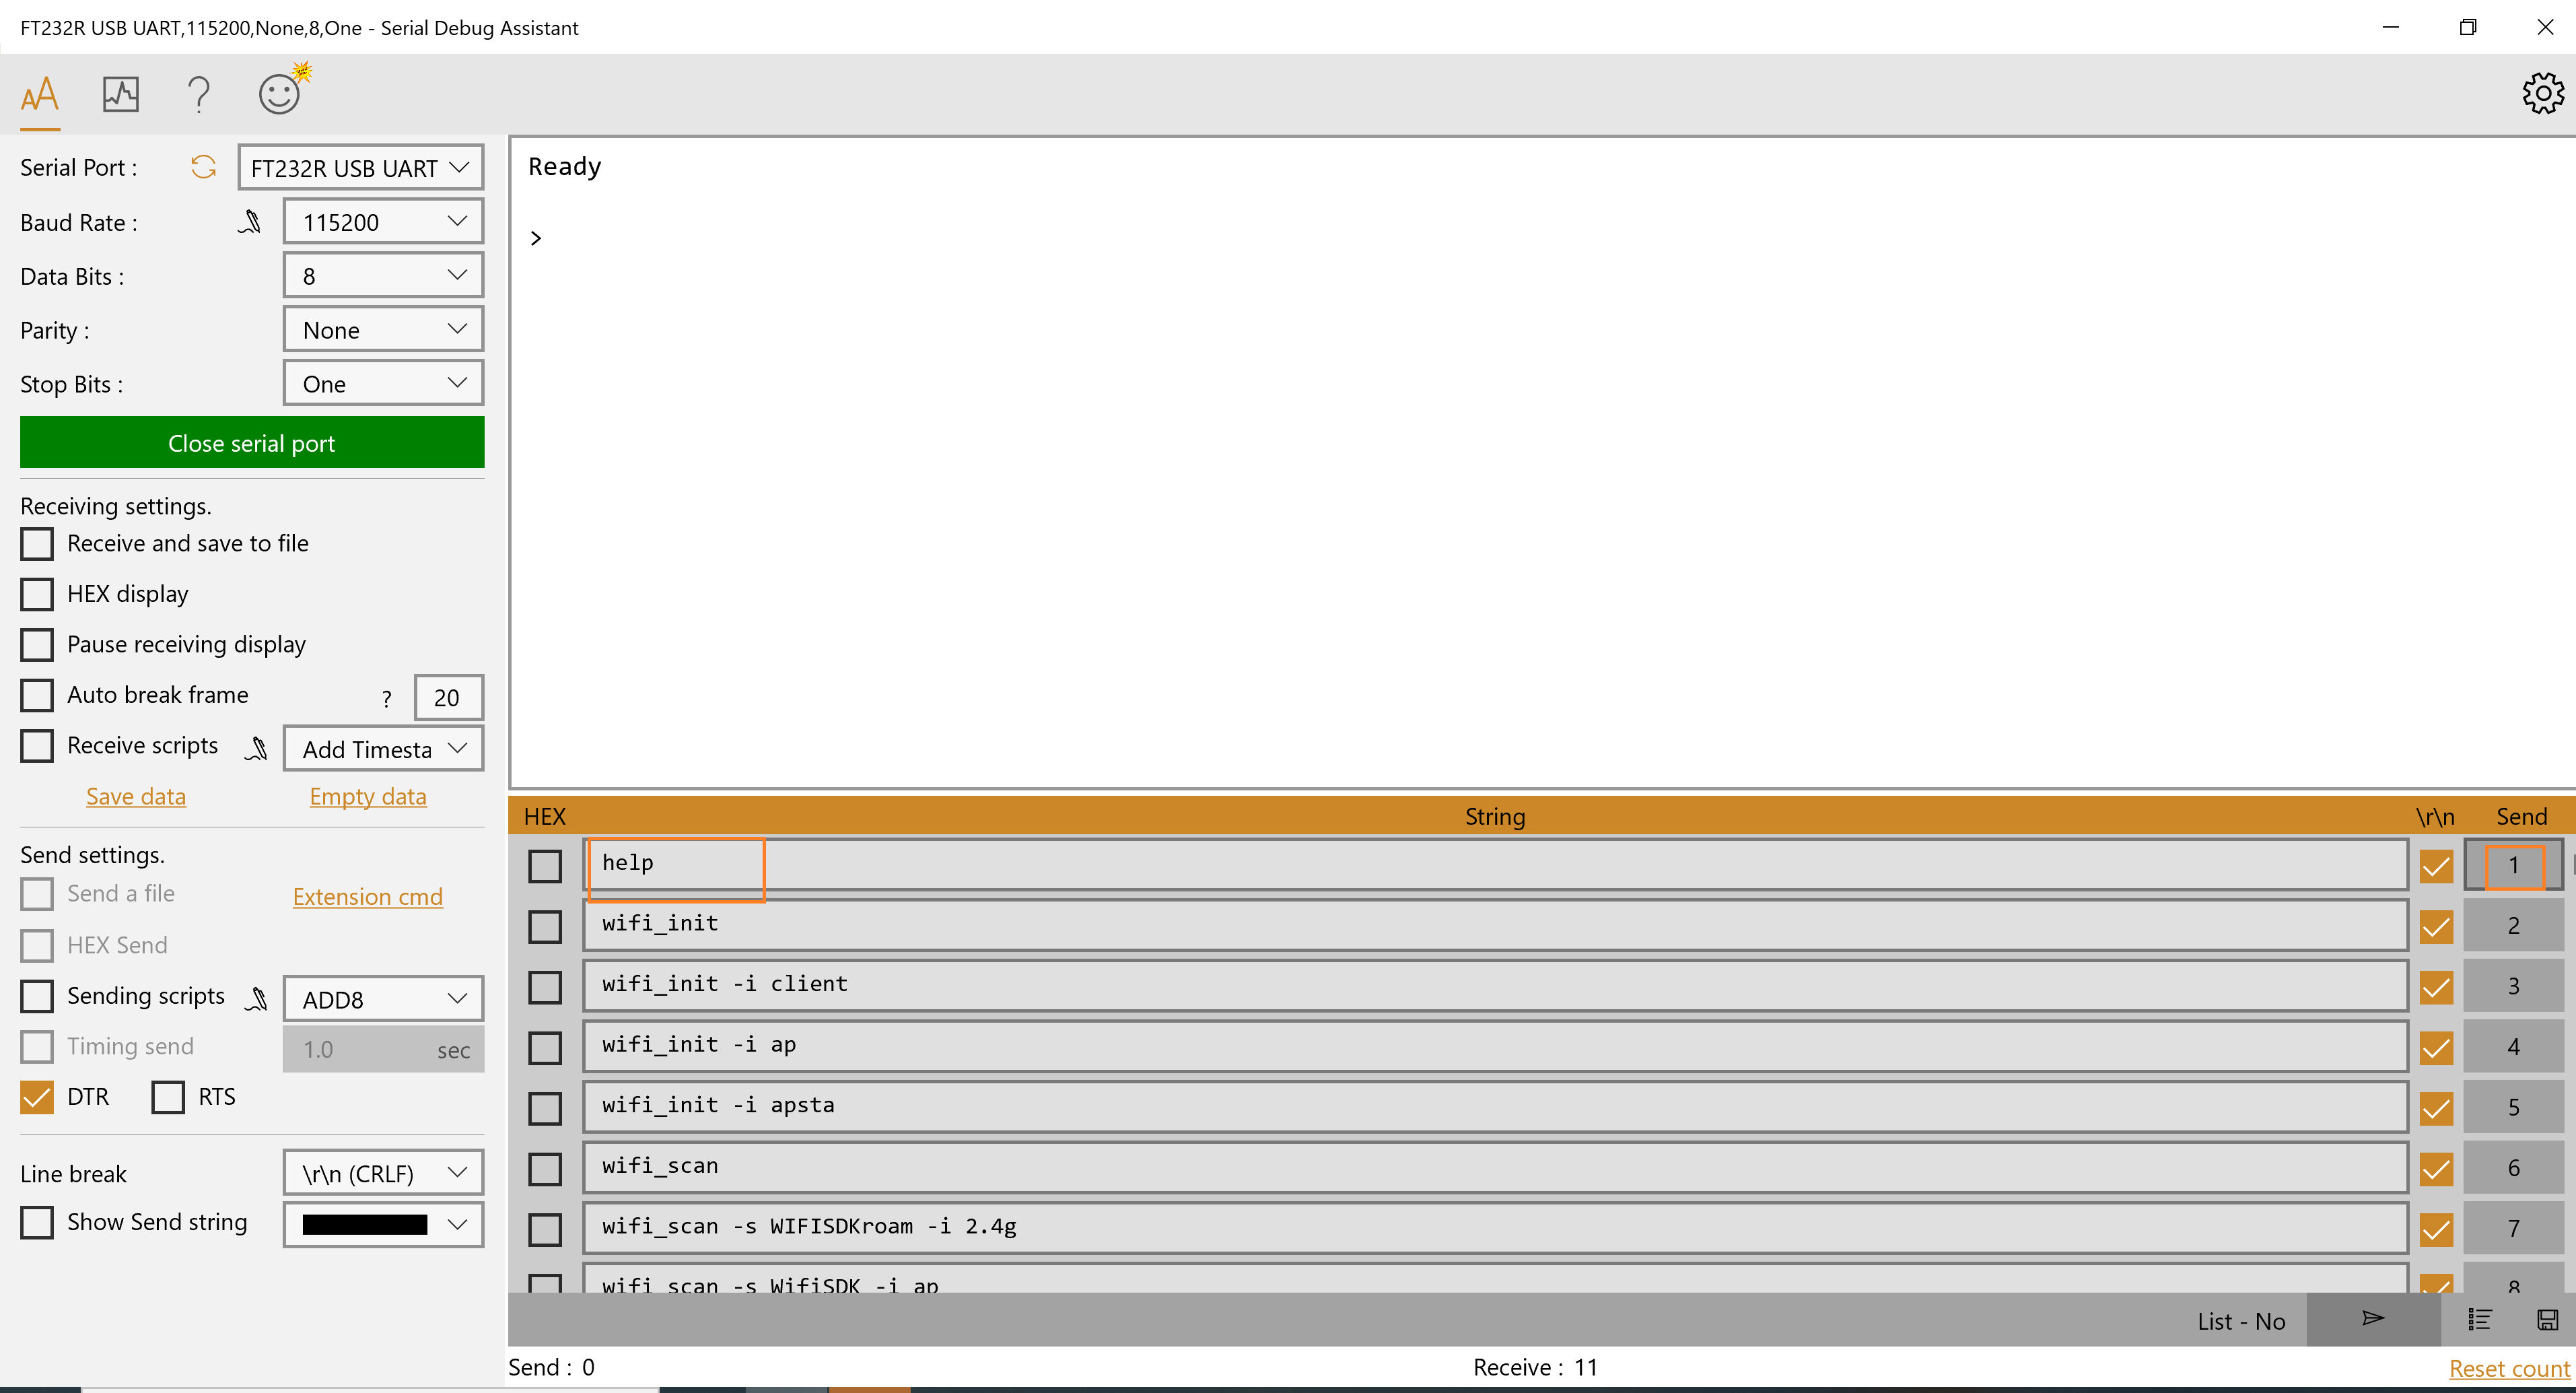 FT232R USB UART,115200,None,8,One - Serial Debug Assistant
Serial Port :
FT232R USB UART
Baud Rate :
115200
Data Bits :
8
Parity :
None
Stop Bits :
One
Close serial port
Receiving settings.
Receive and save to file
HEX display
Pause receiving display
Auto break frame ? 20
Receive scripts
Add Timesta
Save data Empty data
Send settings.
Send a file Extension cmd
HEX Send
Sending scripts
ADD8
Timing send
1.0 sec
DTR RTS
Line break
\r\n (CRLF)
Show Send string
Ready
>
HEX String \r\n Send
help 1
wifi_init 2
wifi_init -i client 3
wifi_init -i ap 4
wifi_init -i apsta 5
wifi_scan 6
wifi_scan -s WIFISDKroam -i 2.4g 7
wifi_scan -s WifiSDK -i ap 8
List - No
Send : 0 Receive : 11 Reset count